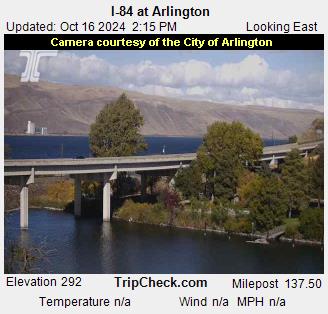 I-84 at Arlington
Updated: Oct 16 2024 2:15 PM Looking East
Camera courtesy of the City of Arlington
Elevation 292 TripCheck.com Milepost 137.50
Temperature n/a Wind n/a MPH n/a